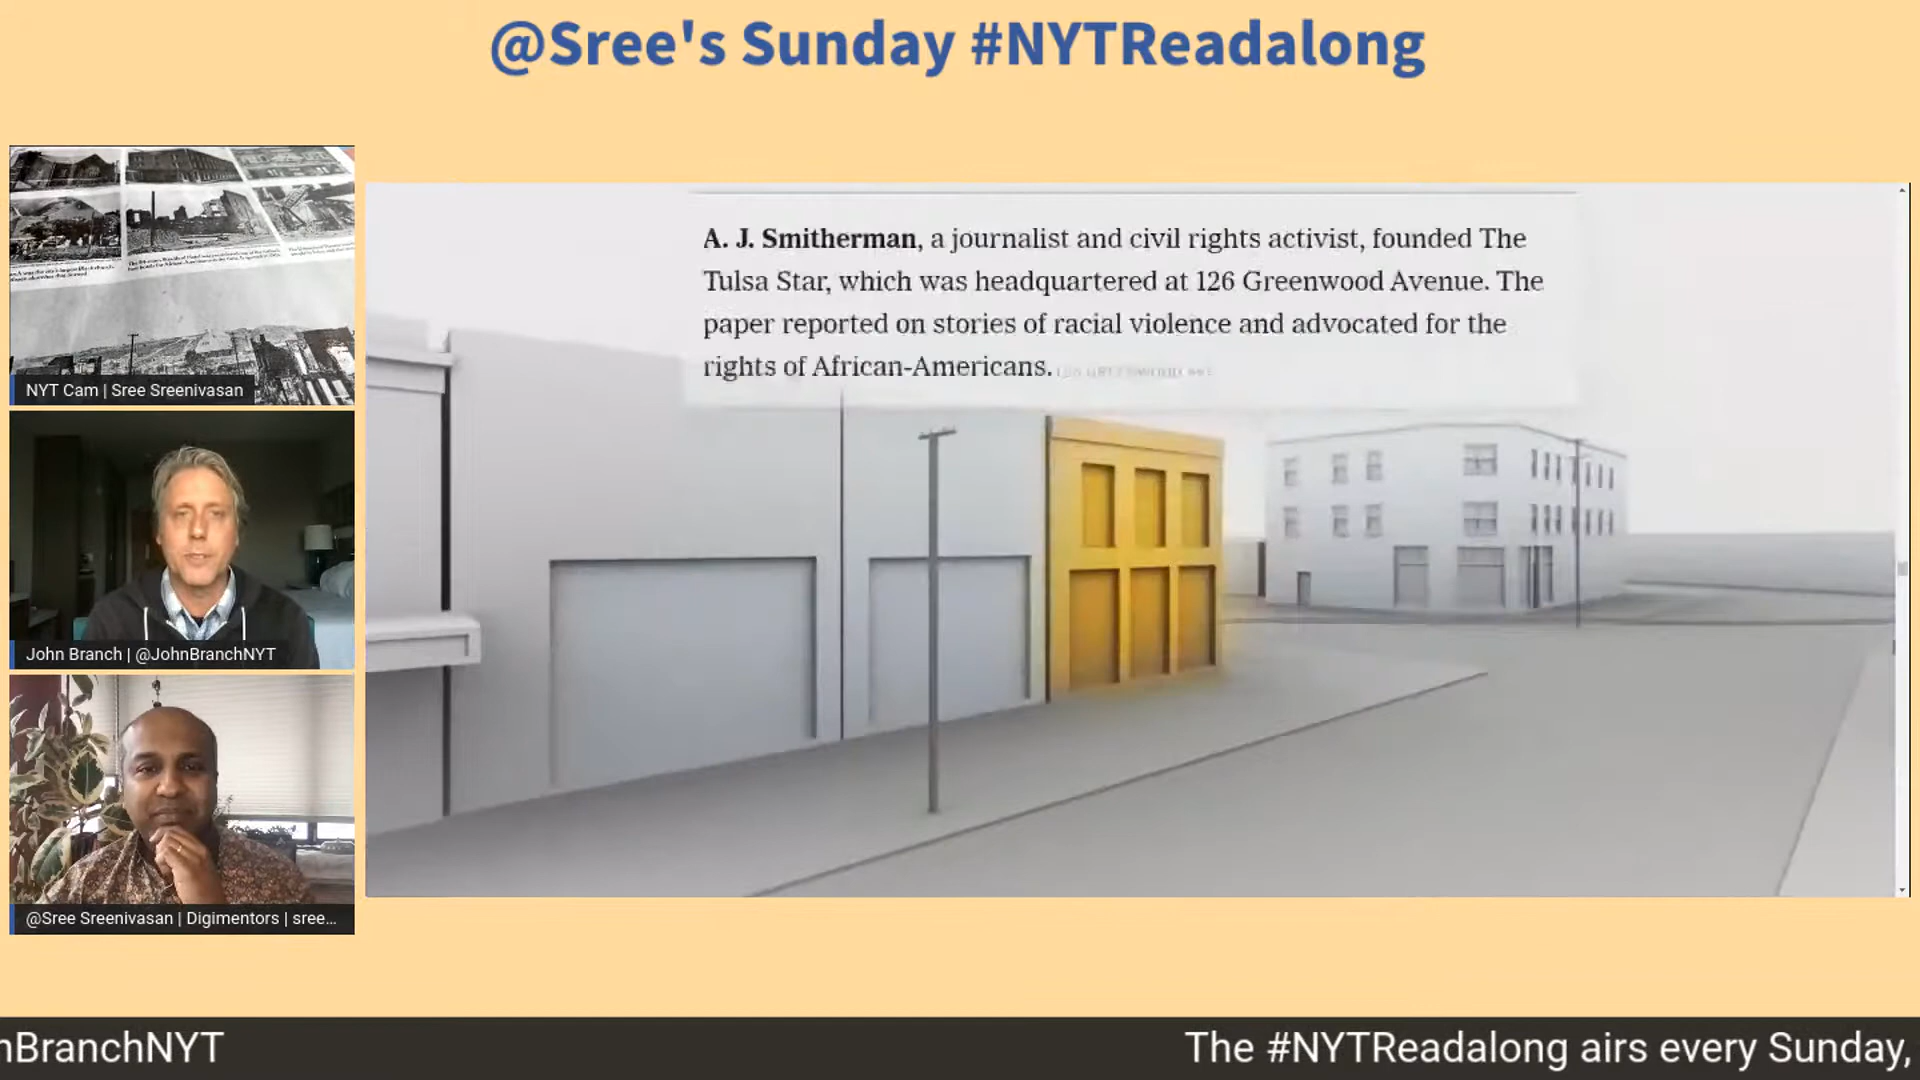 @Sree's Sunday #NYTReadalong
NYT Cam | Sree Sreenivasan
John Branch | @JohnBranchNYT
@Sree Sreenivasan | Digimentors | sree...
A. J. Smitherman, a journalist and civil rights activist, founded The
Tulsa Star, which was headquartered at 126 Greenwood Avenue. The
paper reported on stories of racial violence and advocated for the
rights of African-Americans.
nBranchNYT
The #NYTReadalong airs every Sunday,